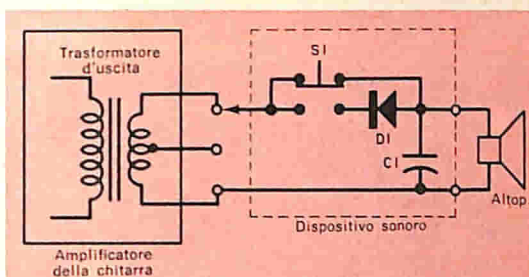 Trasformatore
d'uscita
S1
D1
C1
Altop.
Dispositivo sonoro
Amplificatore
della chitarra